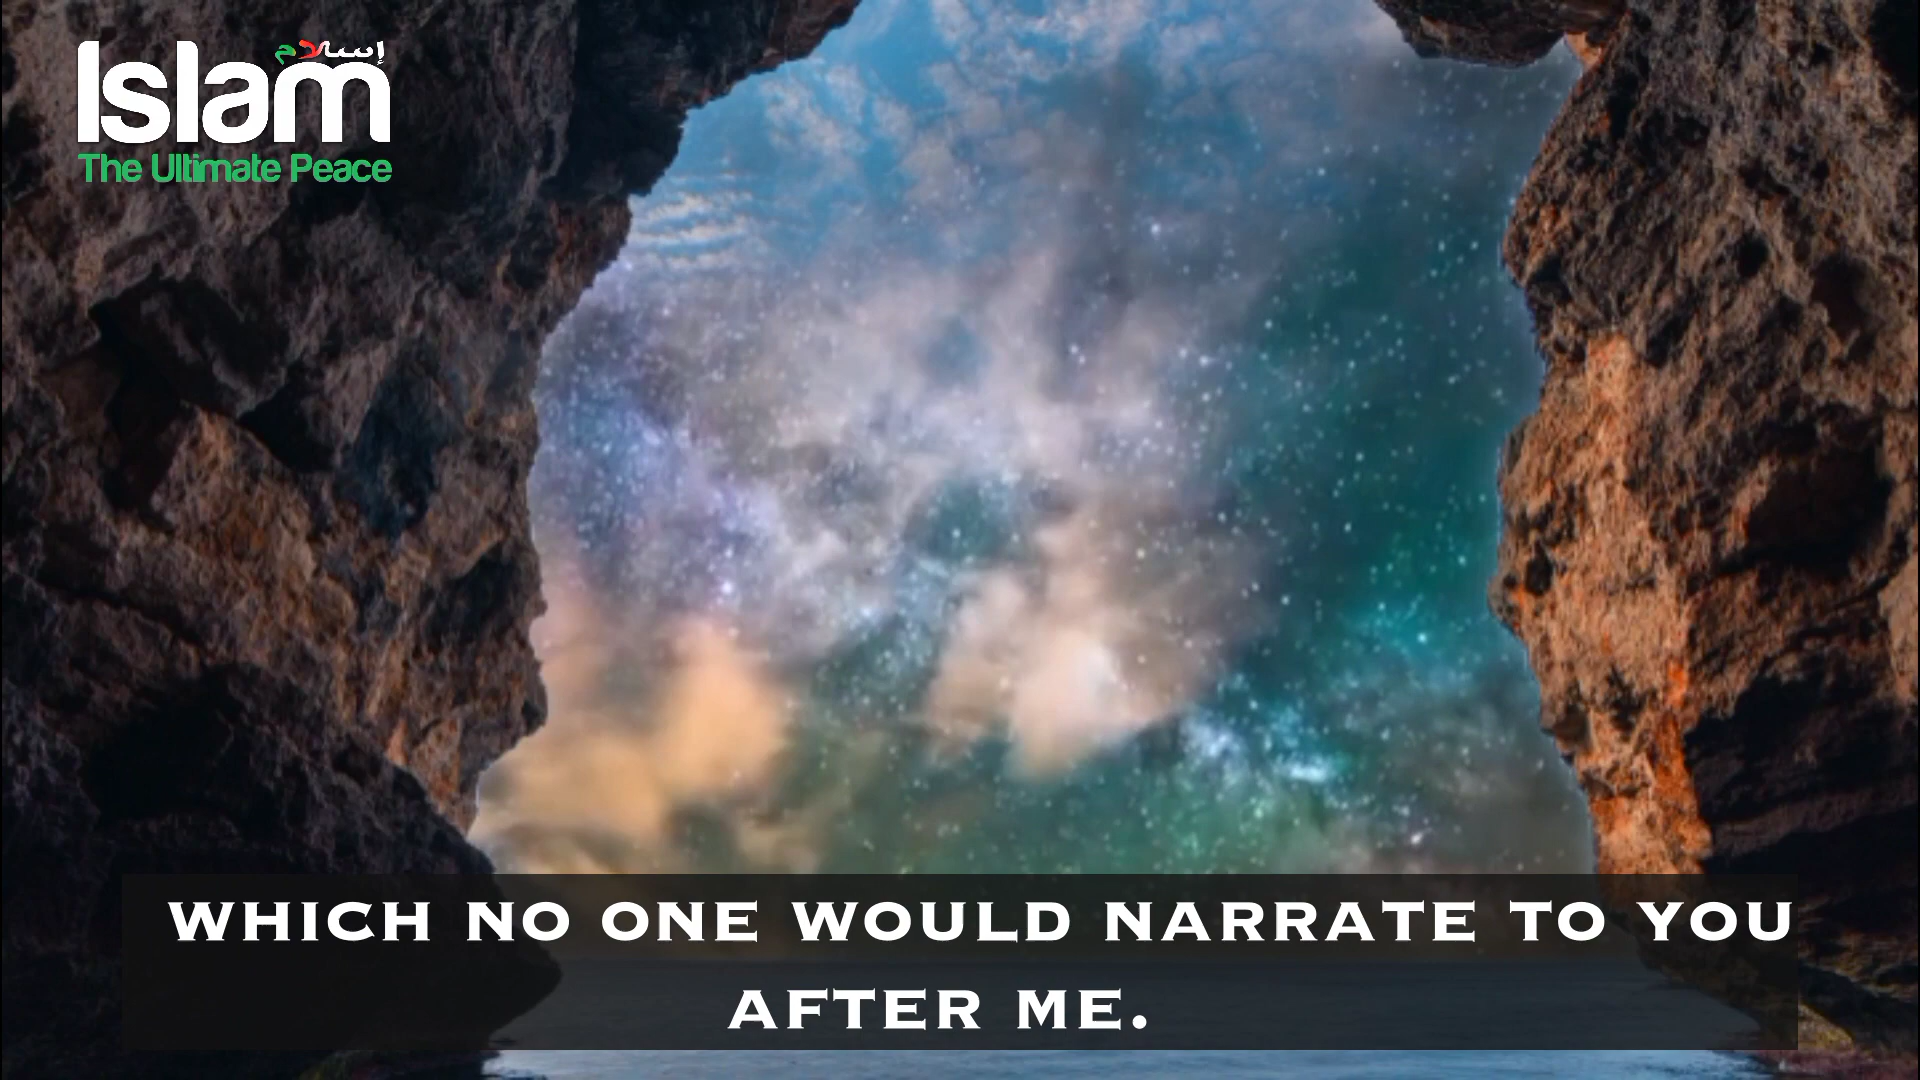 إسلام
Islam
The Ultimate Peace
WHICH NO ONE WOULD NARRATE TO YOU
AFTER ME.